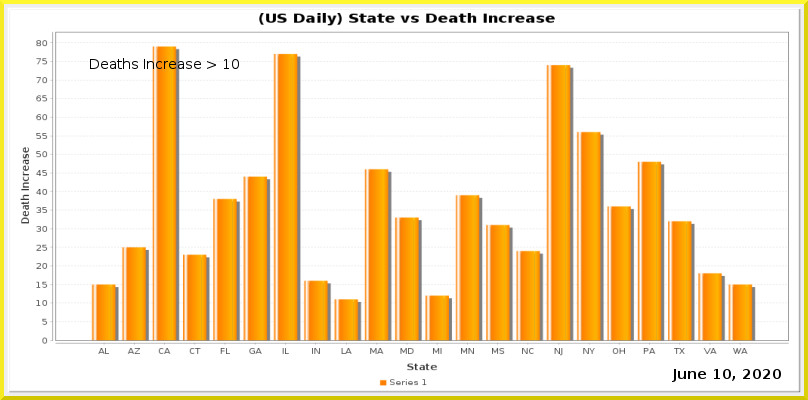 (US Daily) State vs Death Increase
Deaths Increase > 10
Death Increase
80
75
70
65
60
55
50
45
40
35
30
25
20
15
10
5
0
AL AZ CA CT FL GA IL IN LA MA MD MI MN MS NC NJ NY OH PA TX VA WA
State
Series 1
June 10, 2020